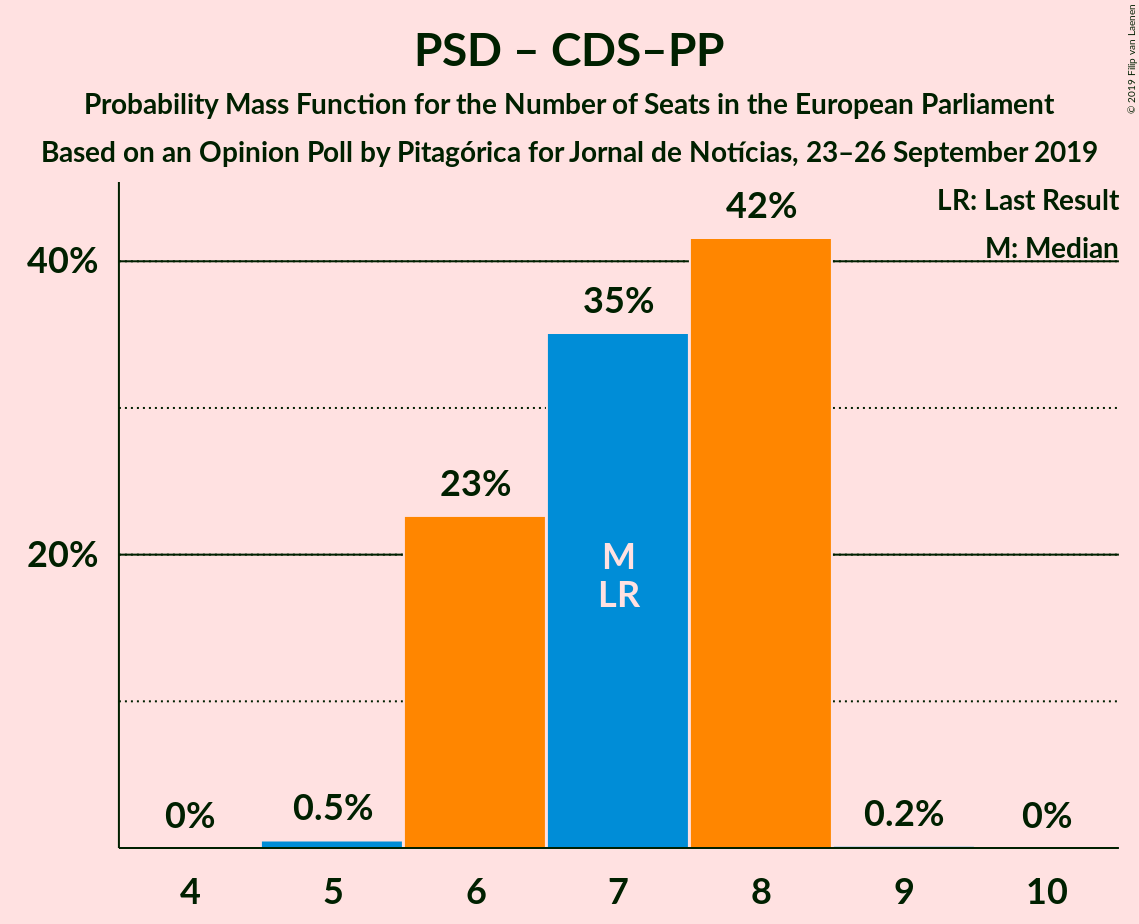 PSD – CDS–PP
Probability Mass Function for the Number of Seats in the European Parliament
Based on an Opinion Poll by Pitagórica for Jornal de Notícias, 23–26 September 2019
© 2019 Filip van Laenen
LR: Last Result
M: Median
40%
20%
0%
0.5%
23%
35%
42%
0.2%
0%
M
LR
4
5
6
7
8
9
10